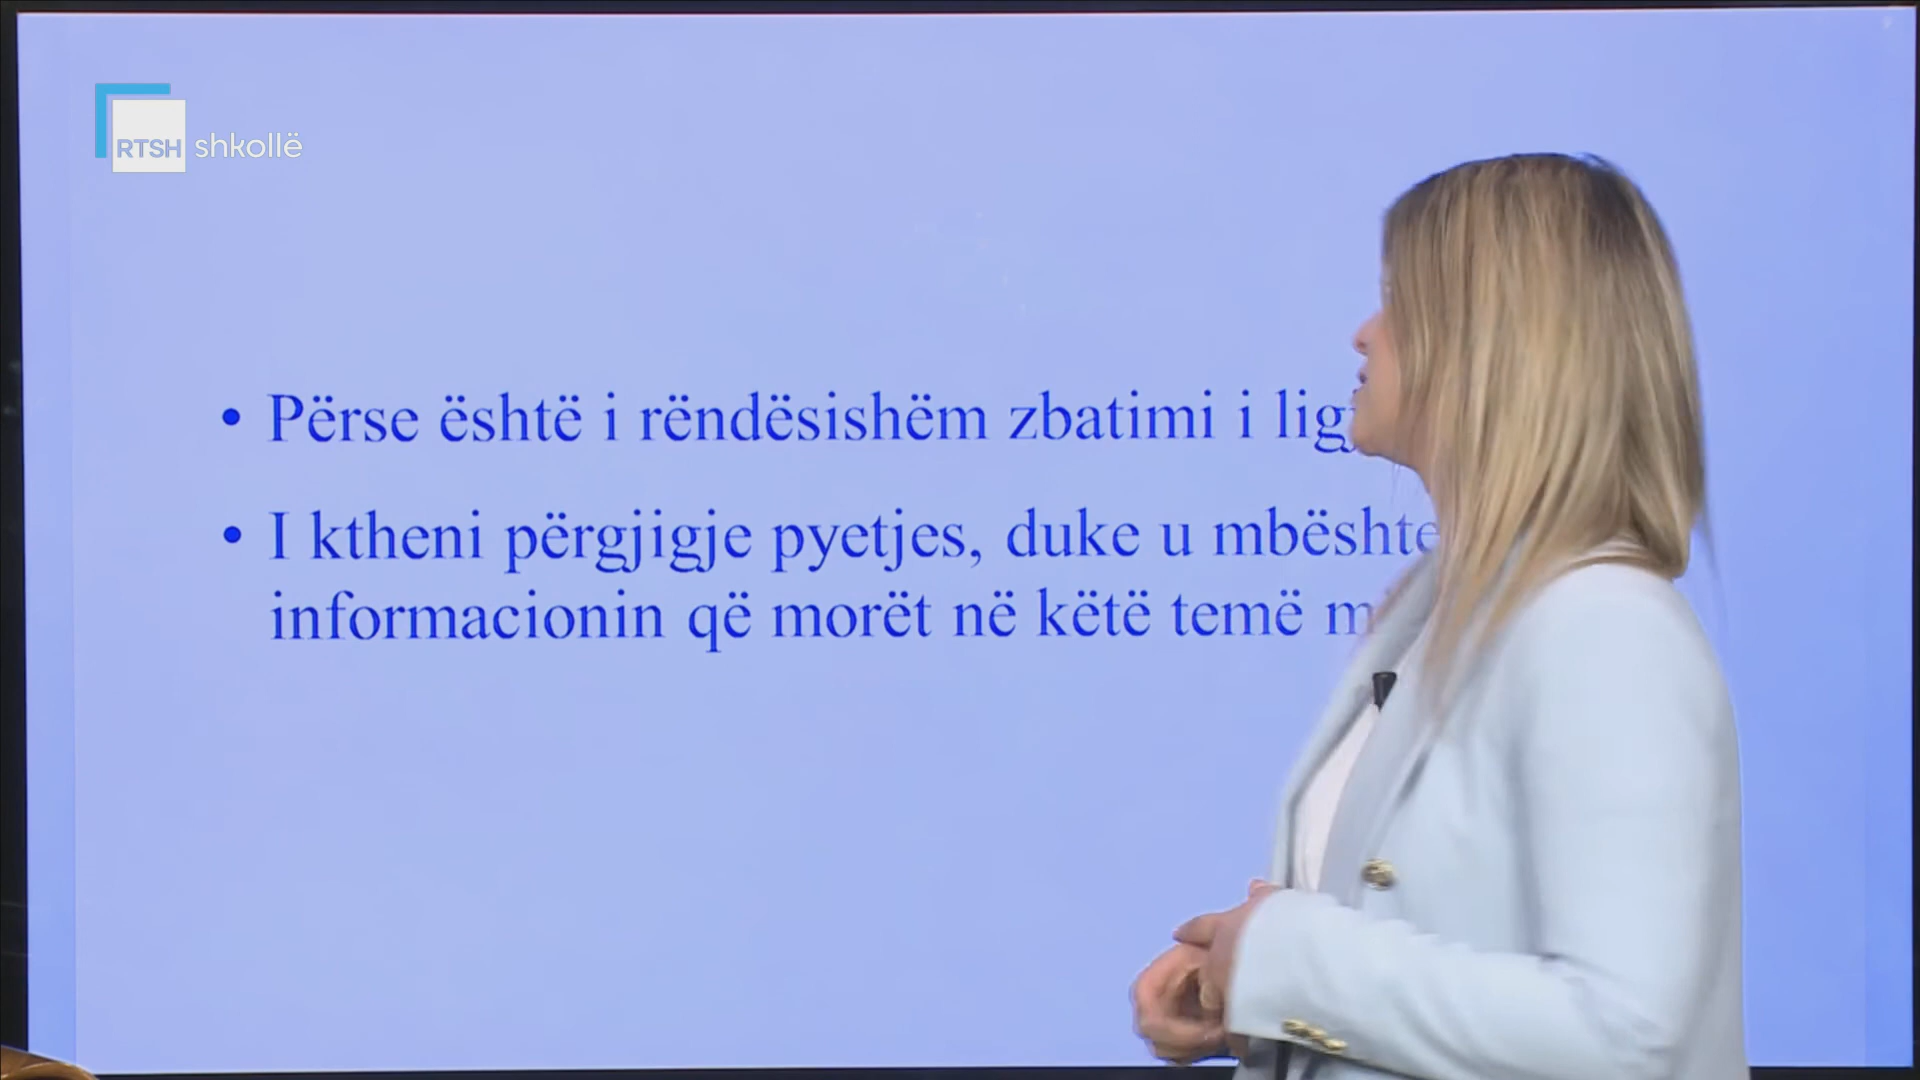 RTSH shkollë
• Përse është i rëndësishëm zbatimi i
• I ktheni përgjigje pyetjes, duke u
informacionin që morët në këtë temë